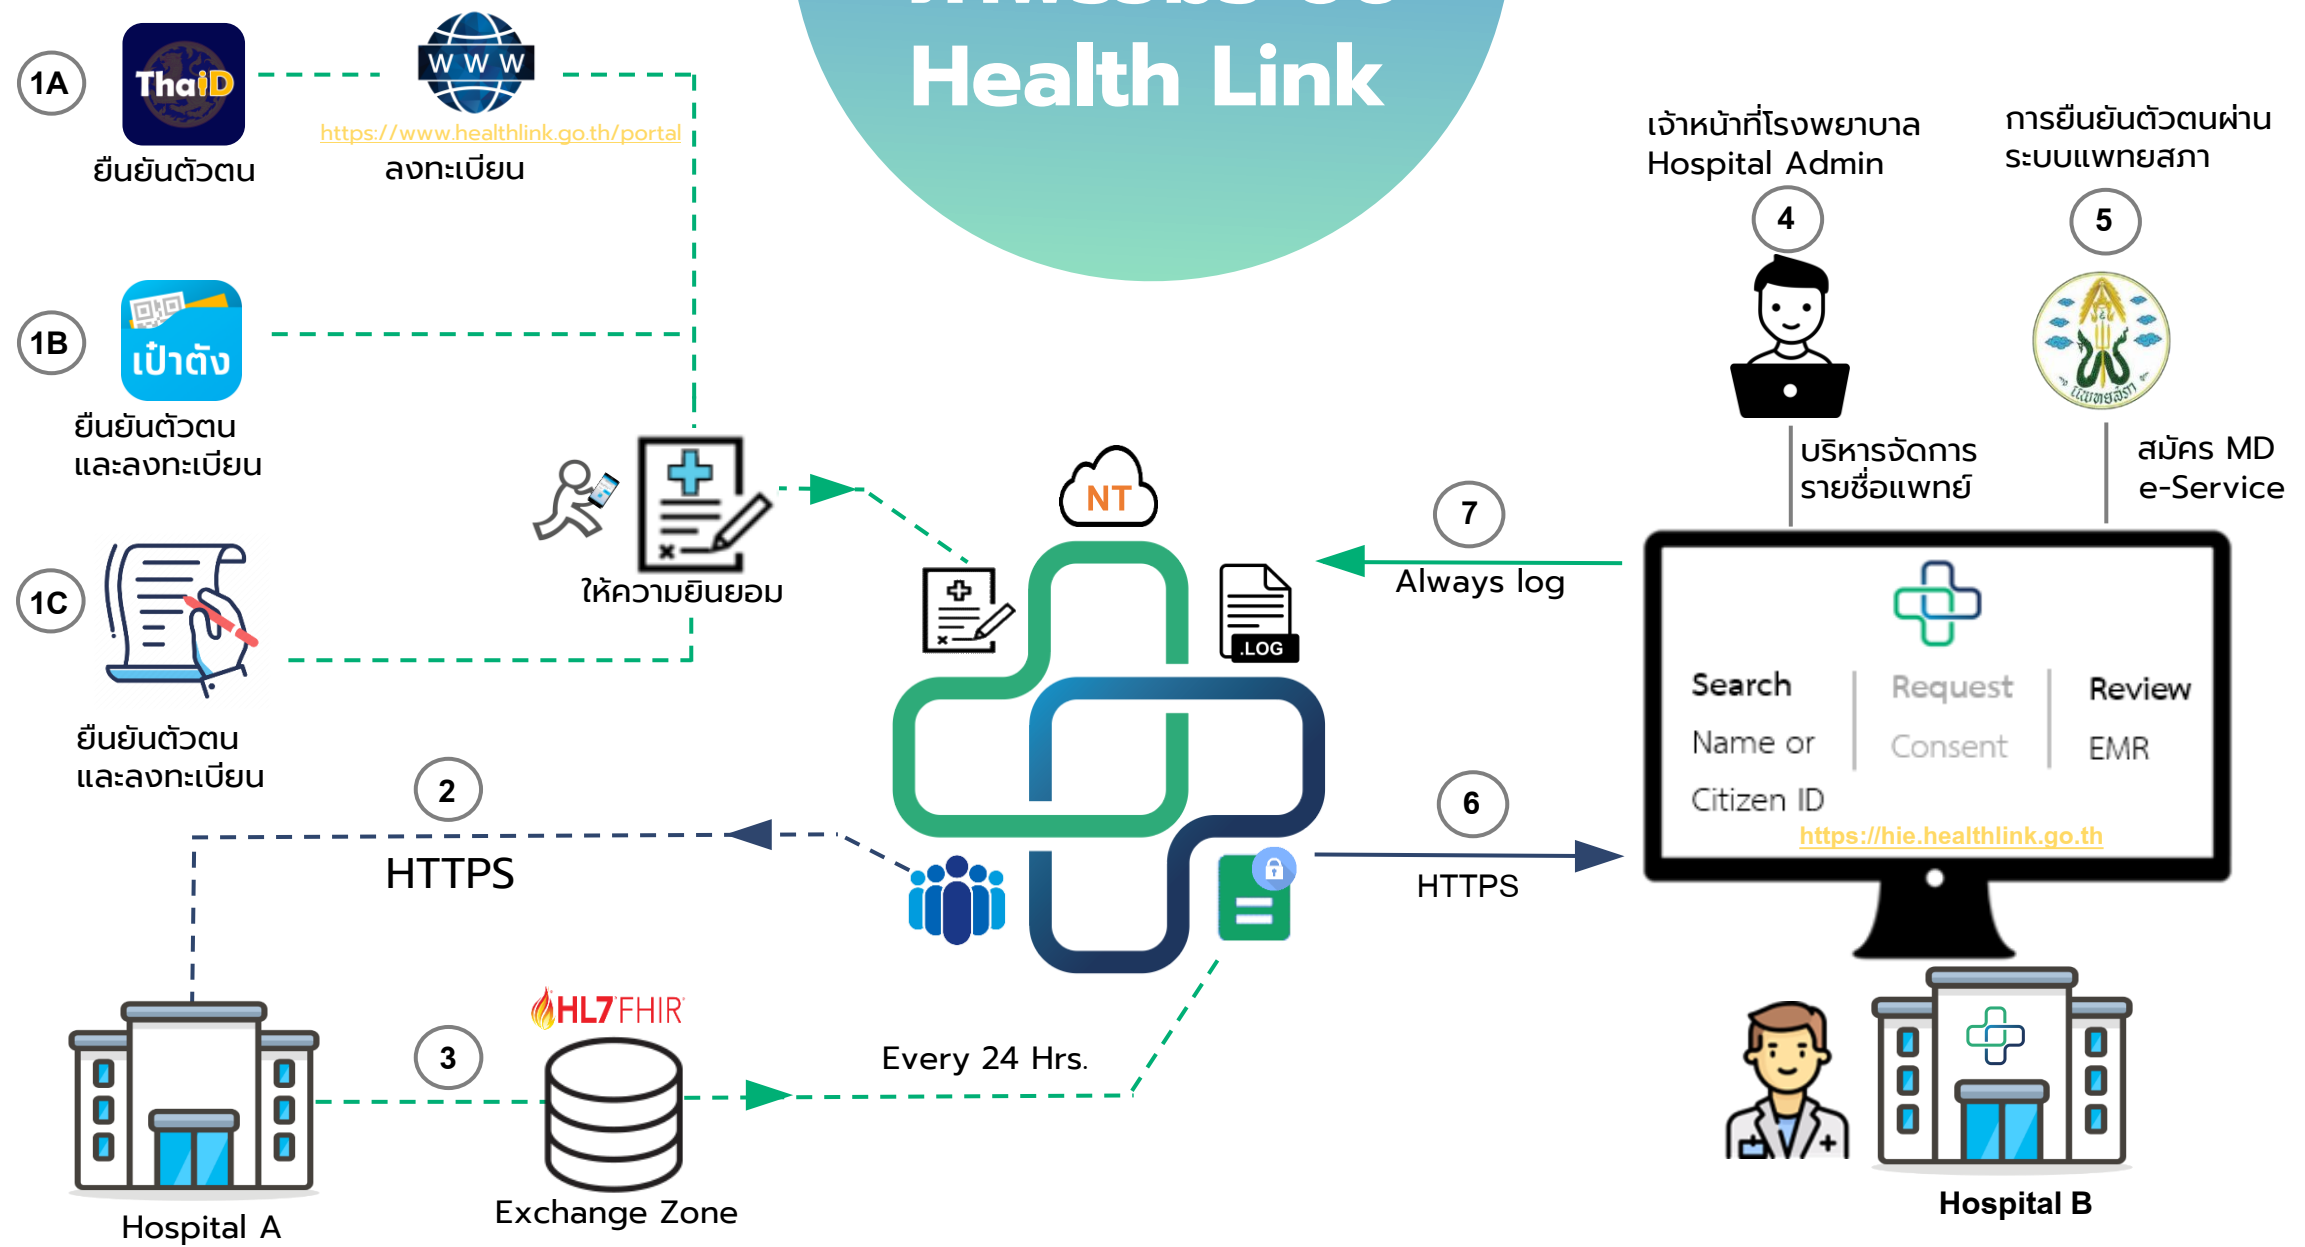 Health Link
1A
ThaiD
ยืนยันตัวตน
WWW
https://www.healthlink.go.th/portal
ลงทะเบียน
1B
เป๋าตัง
ยืนยันตัวตน
และลงทะเบียน
1C
ยืนยันตัวตน
และลงทะเบียน
ให้ความยินยอม
NT
.LOG
2
HTTPS
3
HL7 FHIR
Exchange Zone
Every 24 Hrs.
Hospital A
เจ้าหน้าที่โรงพยาบาล
Hospital Admin
4
บริหารจัดการ
รายชื่อแพทย์
การยืนยันตัวตนผ่าน
ระบบแพทยสภา
5
แพทยสภา
สมัคร MD
e-Service
7
Always log
6
HTTPS
Search
Name or
Citizen ID
Request
Consent
Review
EMR
https://hie.healthlink.go.th
Hospital B